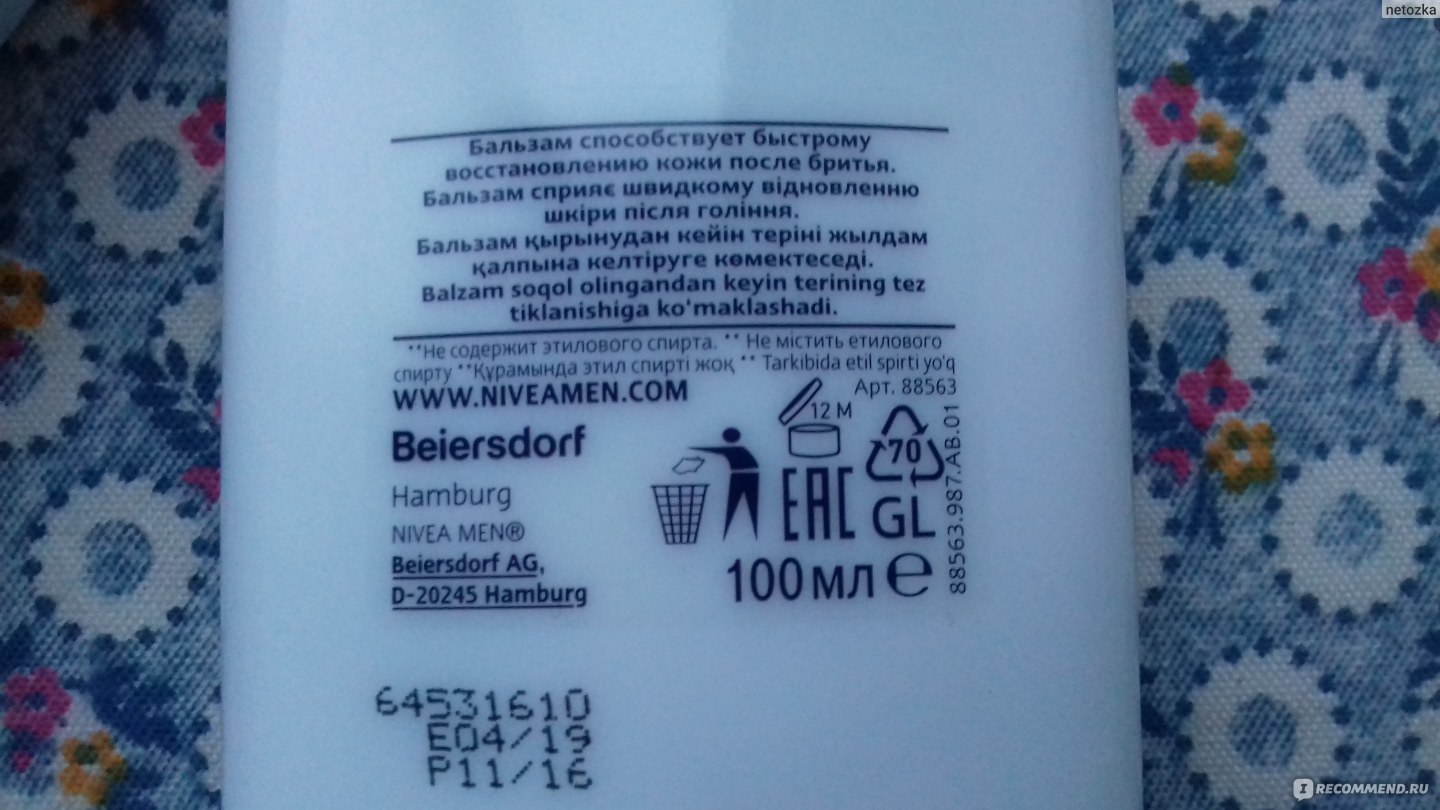 netozka
Бальзам способствует быстрому
восстановлению кожи после бритья.
Бальзам сприяє швидкому відновленню
шкіри після гоління.
Бальзам қырынудан кейін теріні жылдам
қалпына келтіруге көмектеседі.
Balzam soqol olingandan keyin terining tez
tiklanishiga ko'maklashadi.
**Не содержит этилового спирта. ** Не містить етилового
спирту **Құрамында этил спирті жоқ ** Tarkibida etil spirti yo'q
WWW.NIVEAMEN.COM
Арт. 88563
12 M
Beiersdorf
70
Hamburg
EAC
GL
NIVEA MEN®
Beiersdorf AG,
D-20245 Hamburg
100 мл e
88563.987.AB.01
64531610
E04/19
P11/16
IRECOMMEND.RU